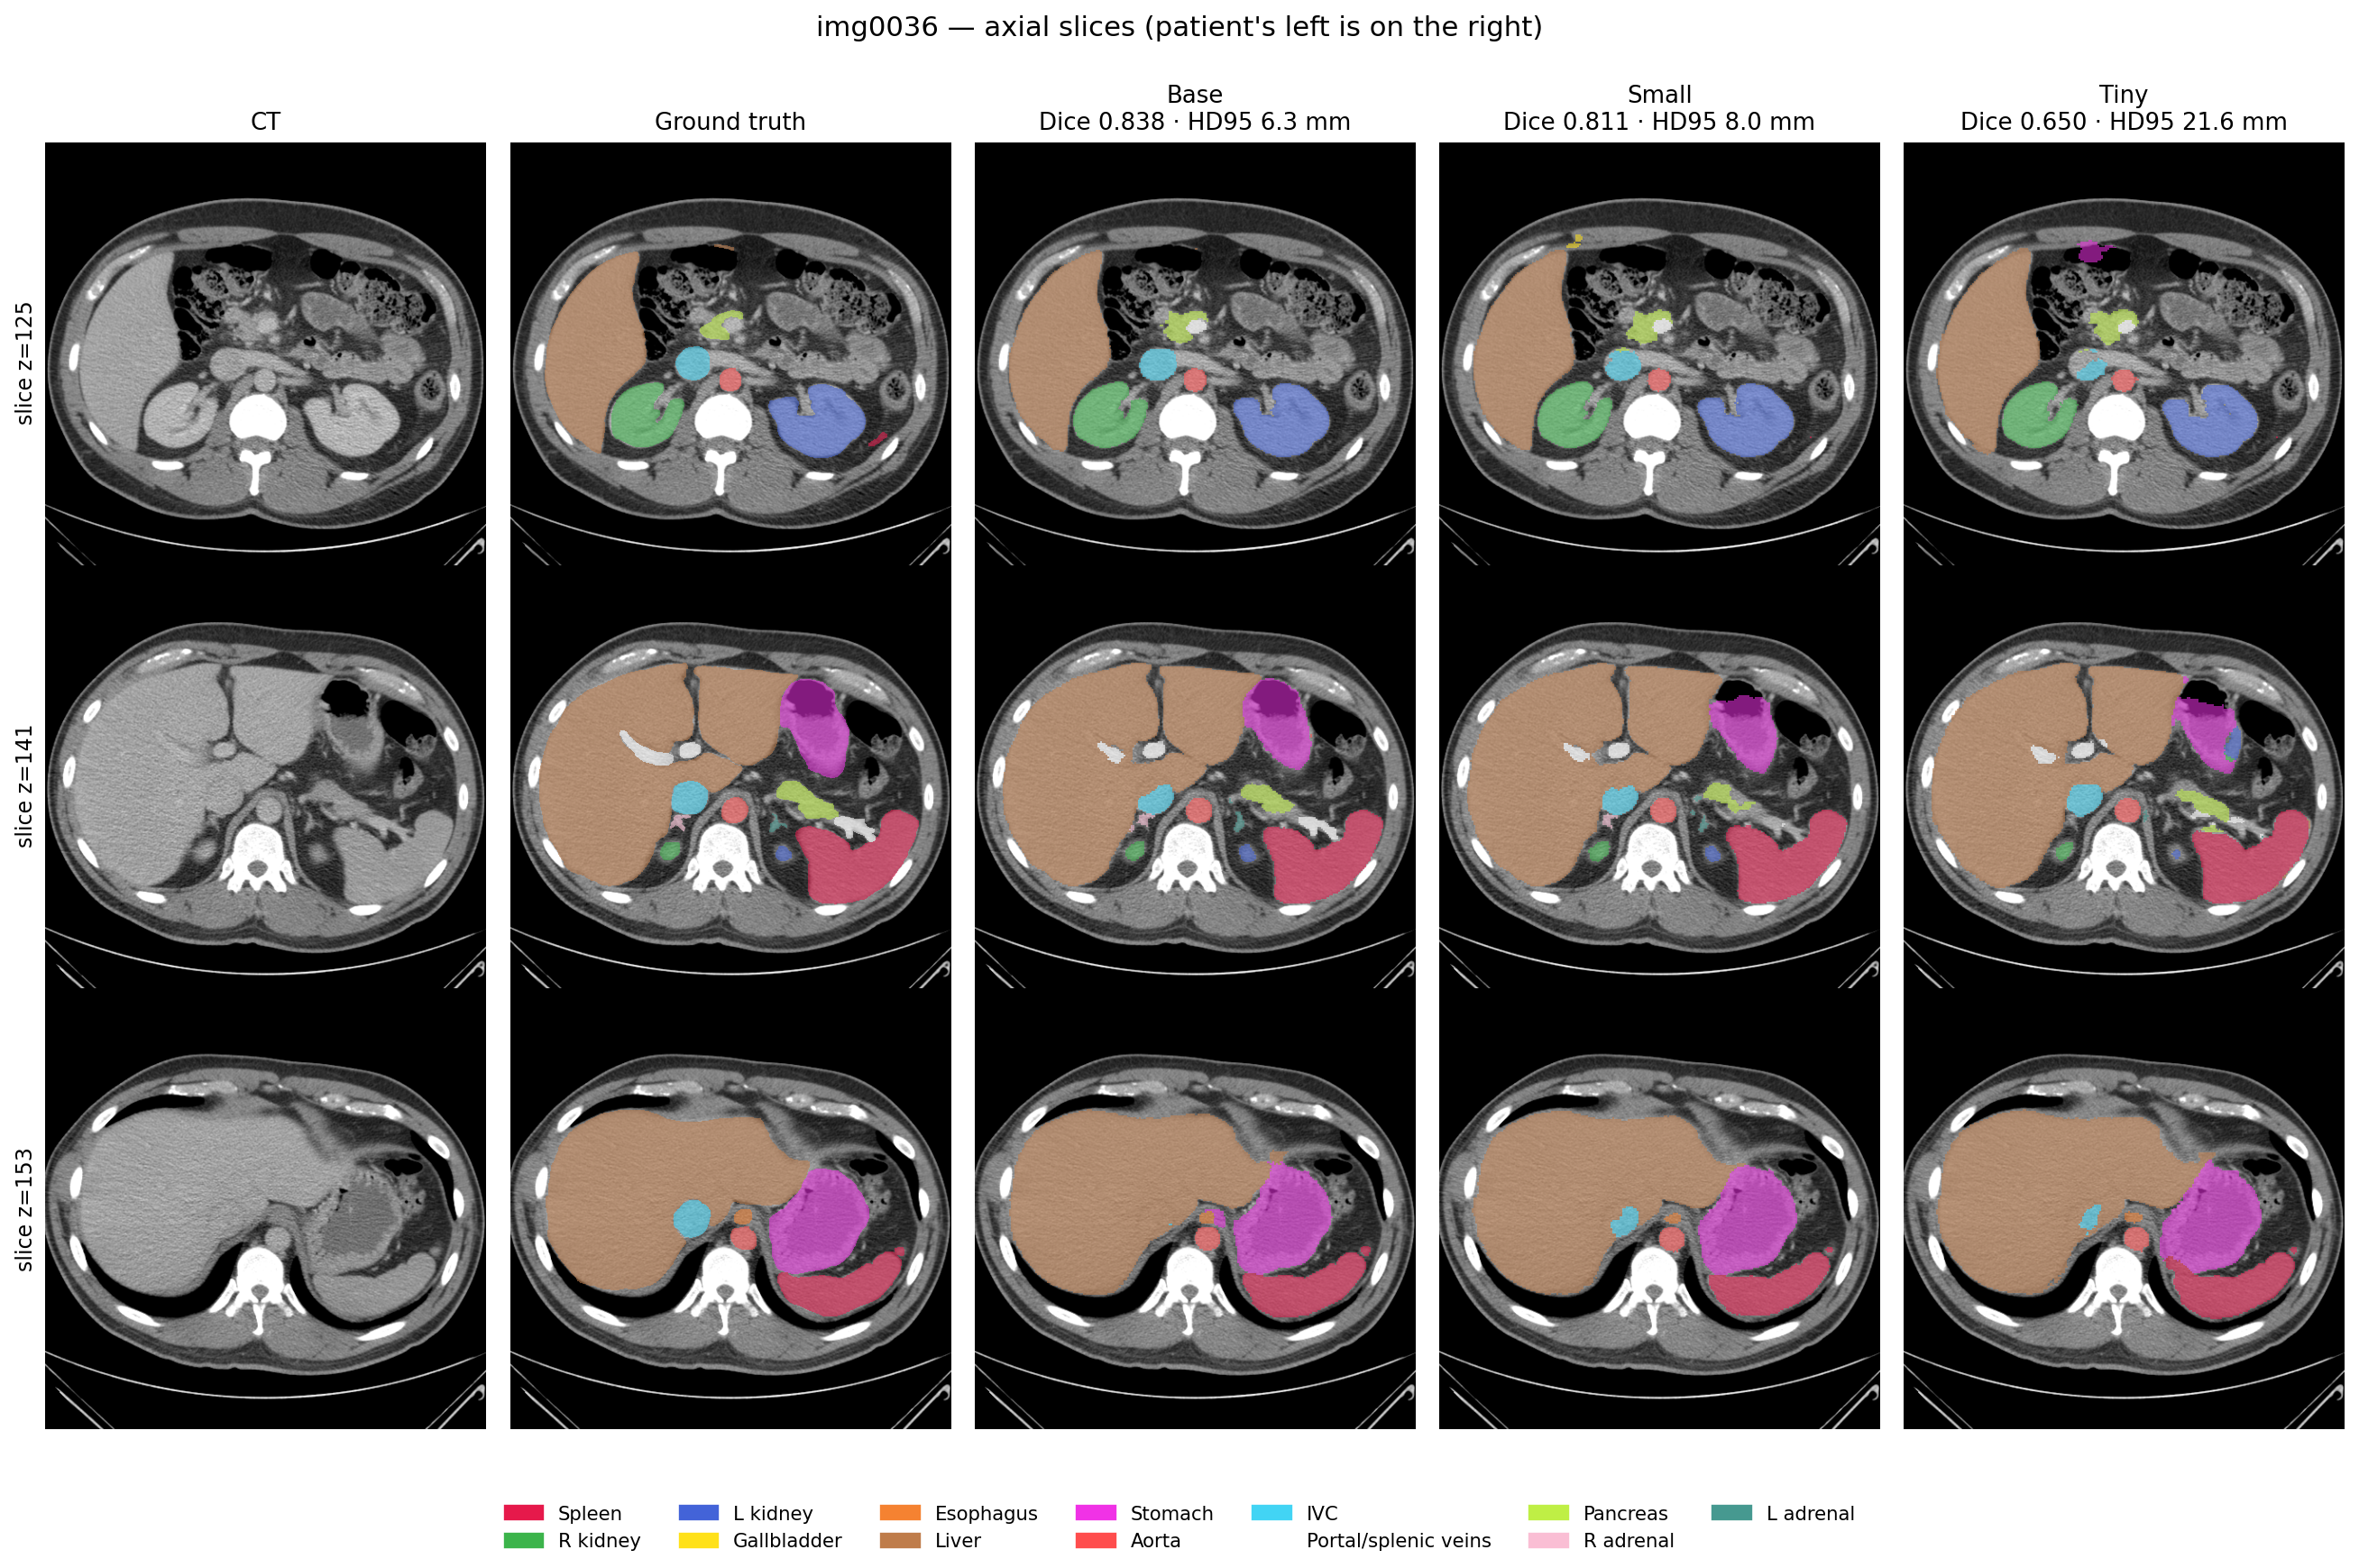 img0036 — axial slices (patient's left is on the right)
CT
Ground truth
Base
Dice 0.838 · HD95 6.3 mm
Small
Dice 0.811 · HD95 8.0 mm
Tiny
Dice 0.650 · HD95 21.6 mm
slice z=125
slice z=141
slice z=153
Spleen
R kidney
L kidney
Gallbladder
Esophagus
Liver
Stomach
Aorta
IVC
Portal/splenic veins
Pancreas
R adrenal
L adrenal